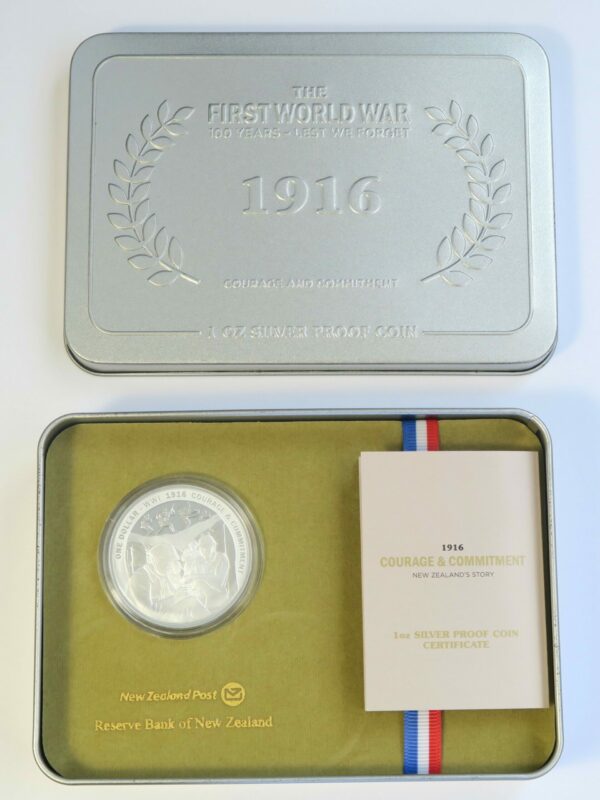 THE
FIRST WORLD WAR
100 YEARS - LEST WE FORGET
1916
COURAGE AND COMMITMENT
1 OZ SILVER PROOF COIN
ONE DOLLAR - WWI 1916 COURAGE & COMMITMENT
1916
COURAGE & COMMITMENT
NEW ZEALAND'S STORY
1oz SILVER PROOF COIN
CERTIFICATE
New Zealand Post
Reserve Bank of New Zealand